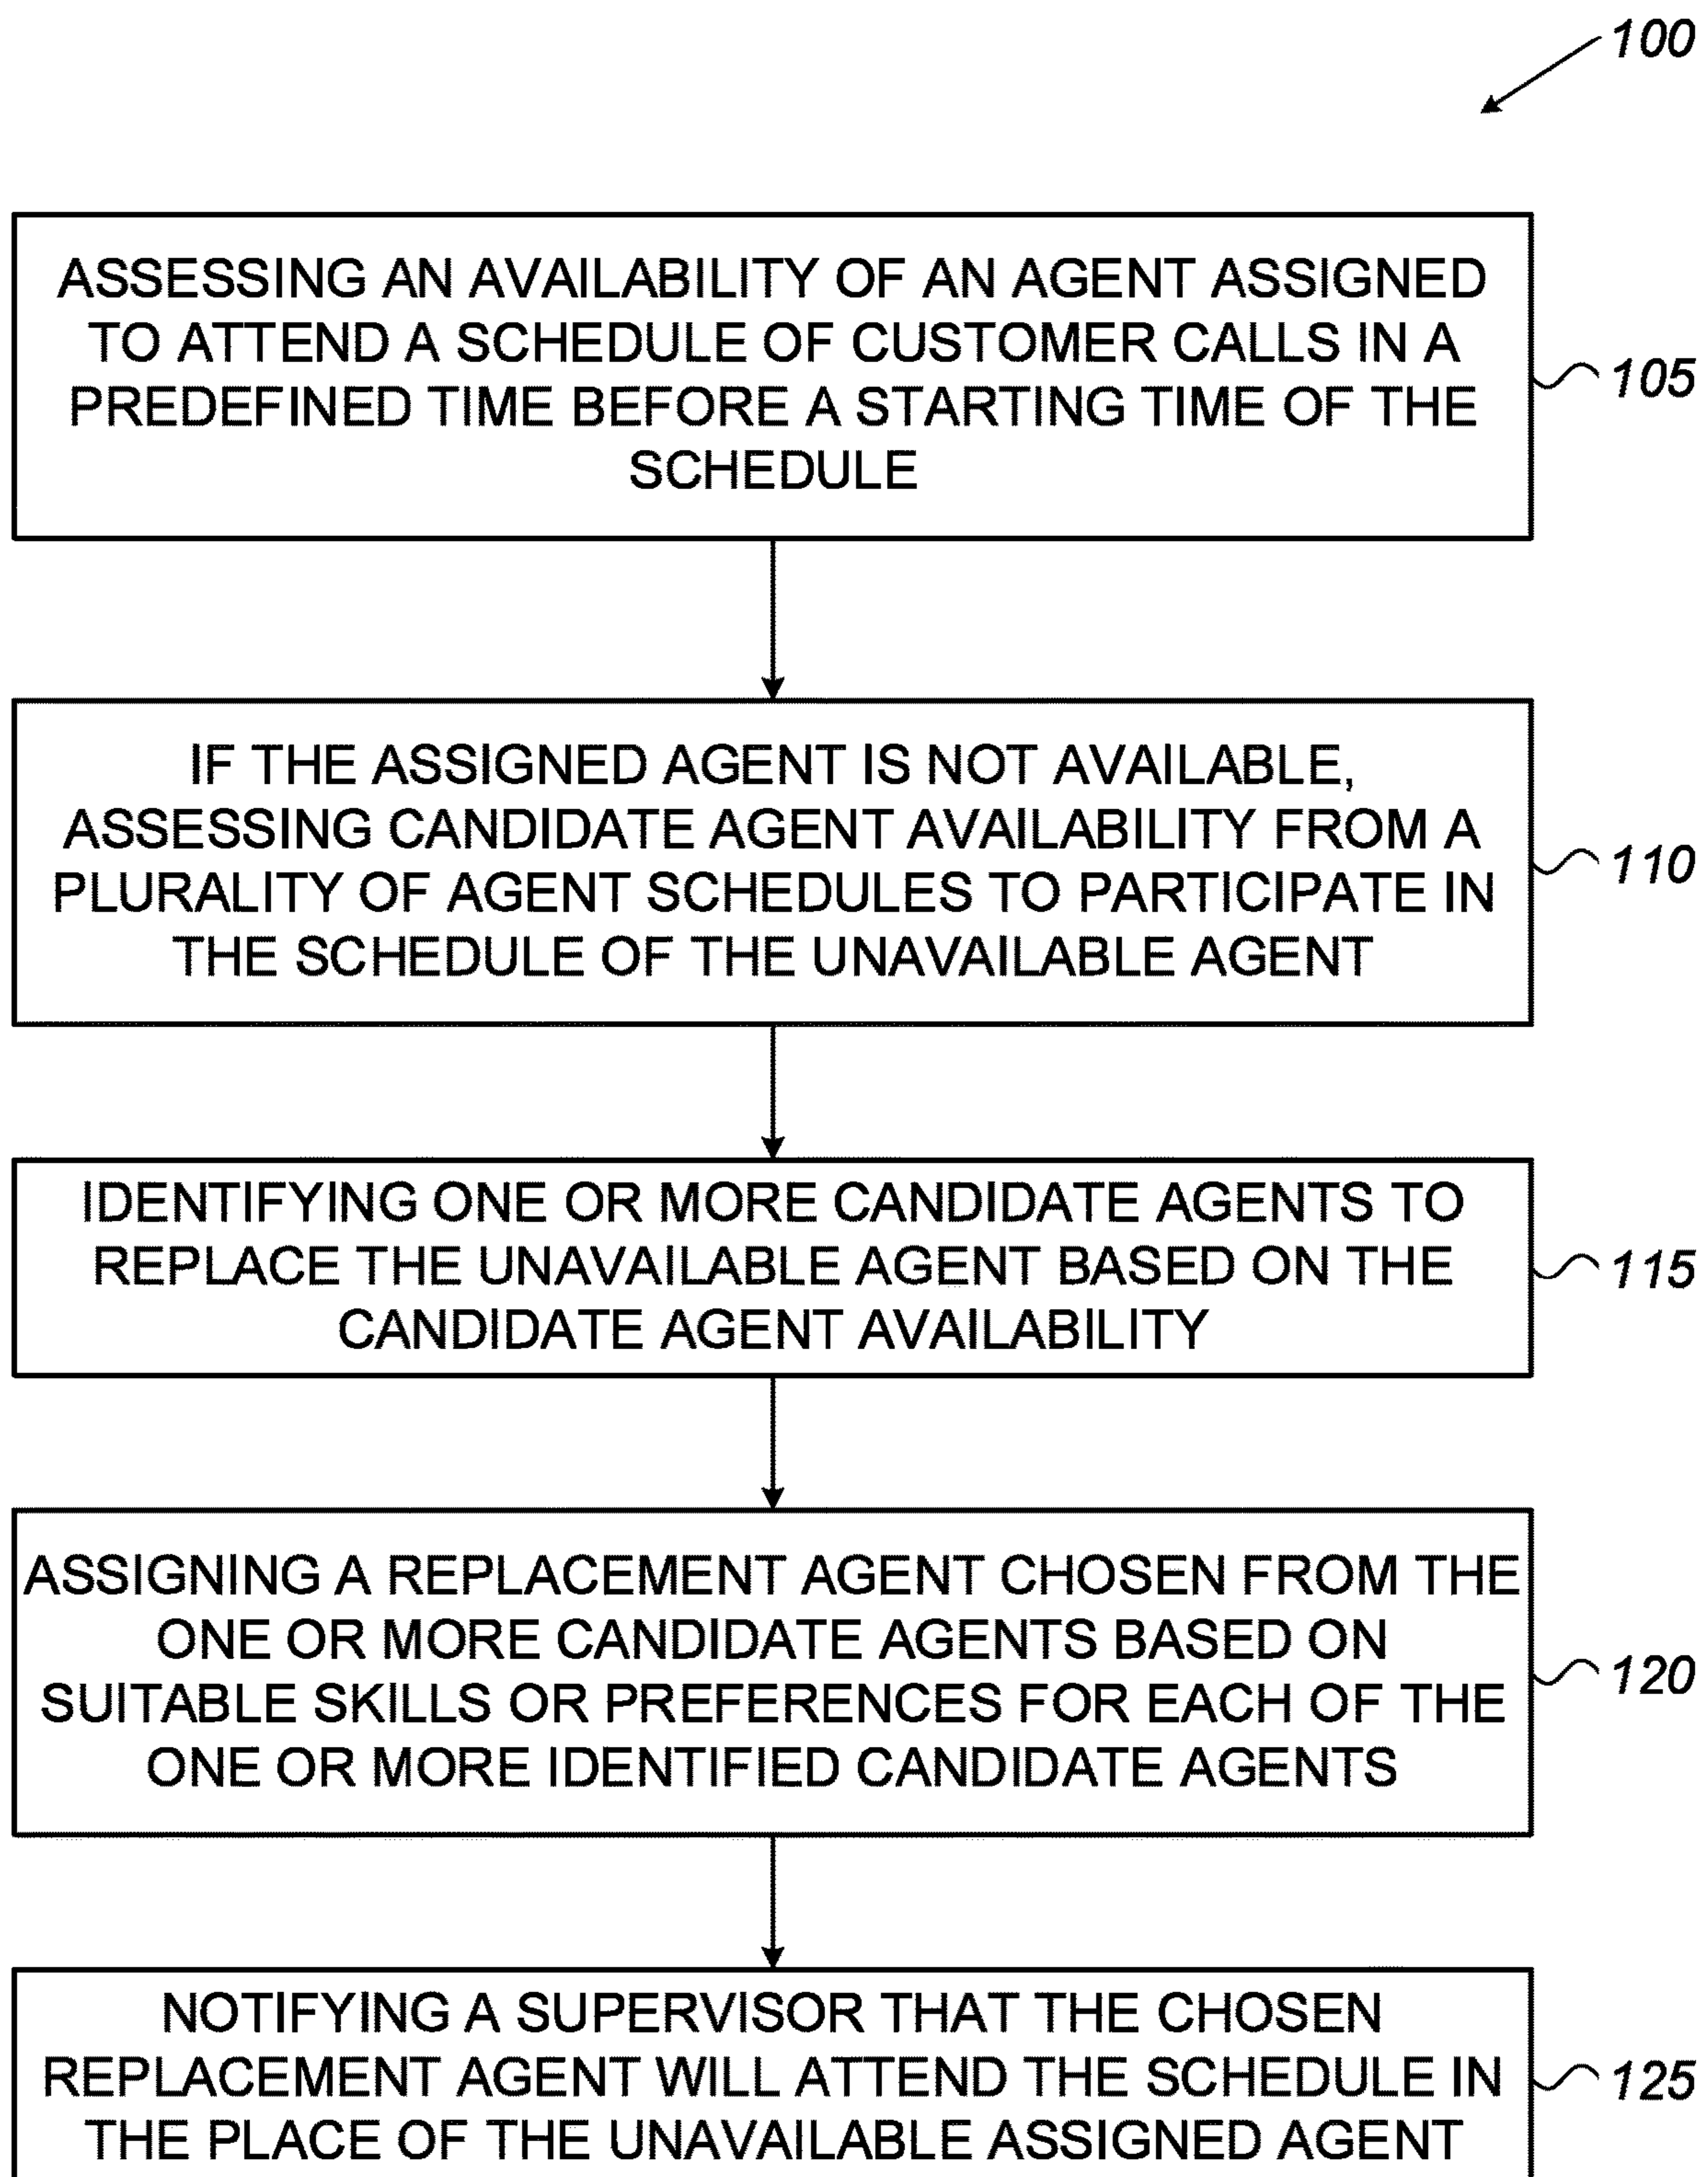 100
ASSESSING AN AVAILABILITY OF AN AGENT ASSIGNED
TO ATTEND A SCHEDULE OF CUSTOMER CALLS IN A
PREDEFINED TIME BEFORE A STARTING TIME OF THE
SCHEDULE
105
IF THE ASSIGNED AGENT IS NOT AVAILABLE,
ASSESSING CANDIDATE AGENT AVAILABILITY FROM A
PLURALITY OF AGENT SCHEDULES TO PARTICIPATE IN
THE SCHEDULE OF THE UNAVAILABLE AGENT
110
IDENTIFYING ONE OR MORE CANDIDATE AGENTS TO
REPLACE THE UNAVAILABLE AGENT BASED ON THE
CANDIDATE AGENT AVAILABILITY
115
ASSIGNING A REPLACEMENT AGENT CHOSEN FROM THE
ONE OR MORE CANDIDATE AGENTS BASED ON
SUITABLE SKILLS OR PREFERENCES FOR EACH OF THE
ONE OR MORE IDENTIFIED CANDIDATE AGENTS
120
NOTIFYING A SUPERVISOR THAT THE CHOSEN
REPLACEMENT AGENT WILL ATTEND THE SCHEDULE IN
THE PLACE OF THE UNAVAILABLE ASSIGNED AGENT
125